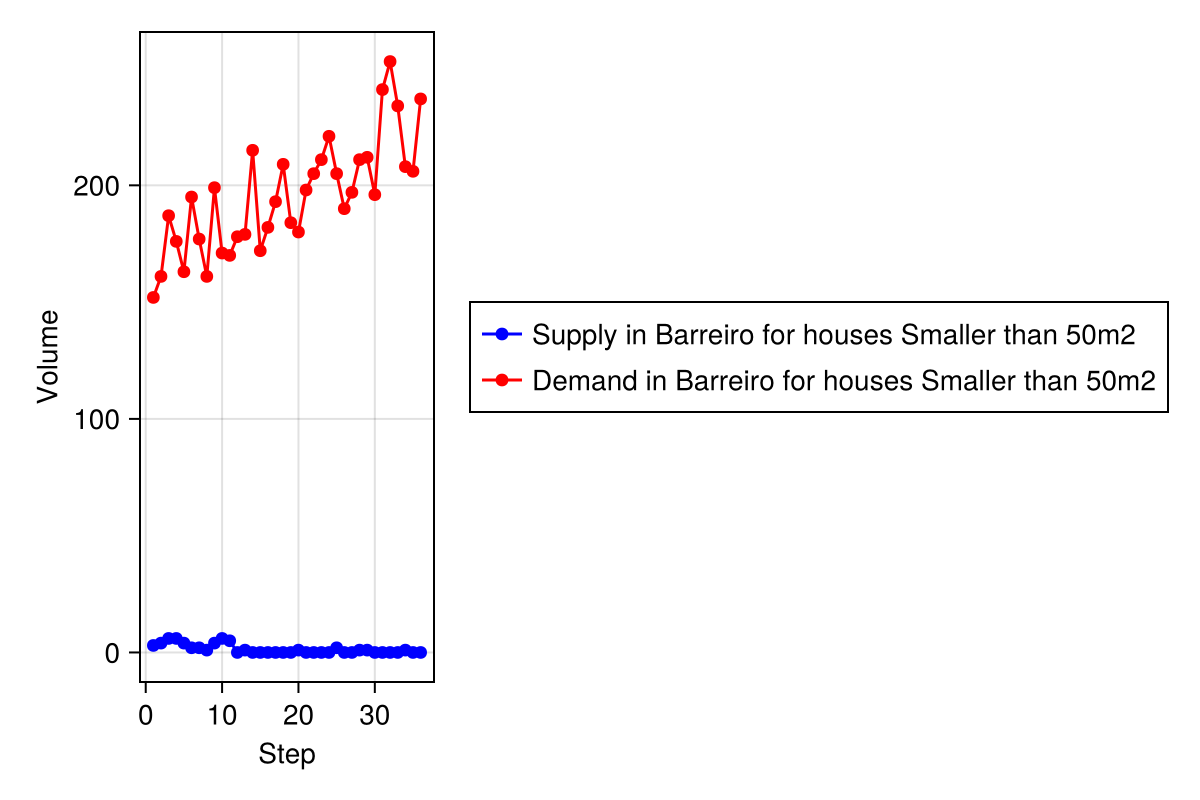 Volume
200
100
0
0 10 20 30
Step
Supply in Barreiro for houses Smaller than 50m2
Demand in Barreiro for houses Smaller than 50m2